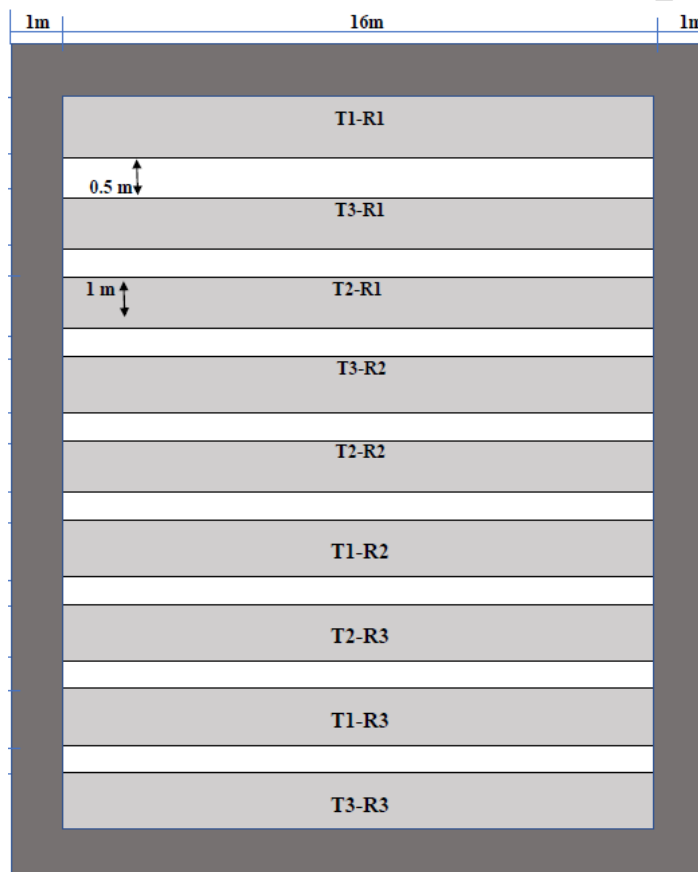 1m 16m 1m
T1-R1
0.5 m
T3-R1
1 m T2-R1
T3-R2
T2-R2
T1-R2
T2-R3
T1-R3
T3-R3